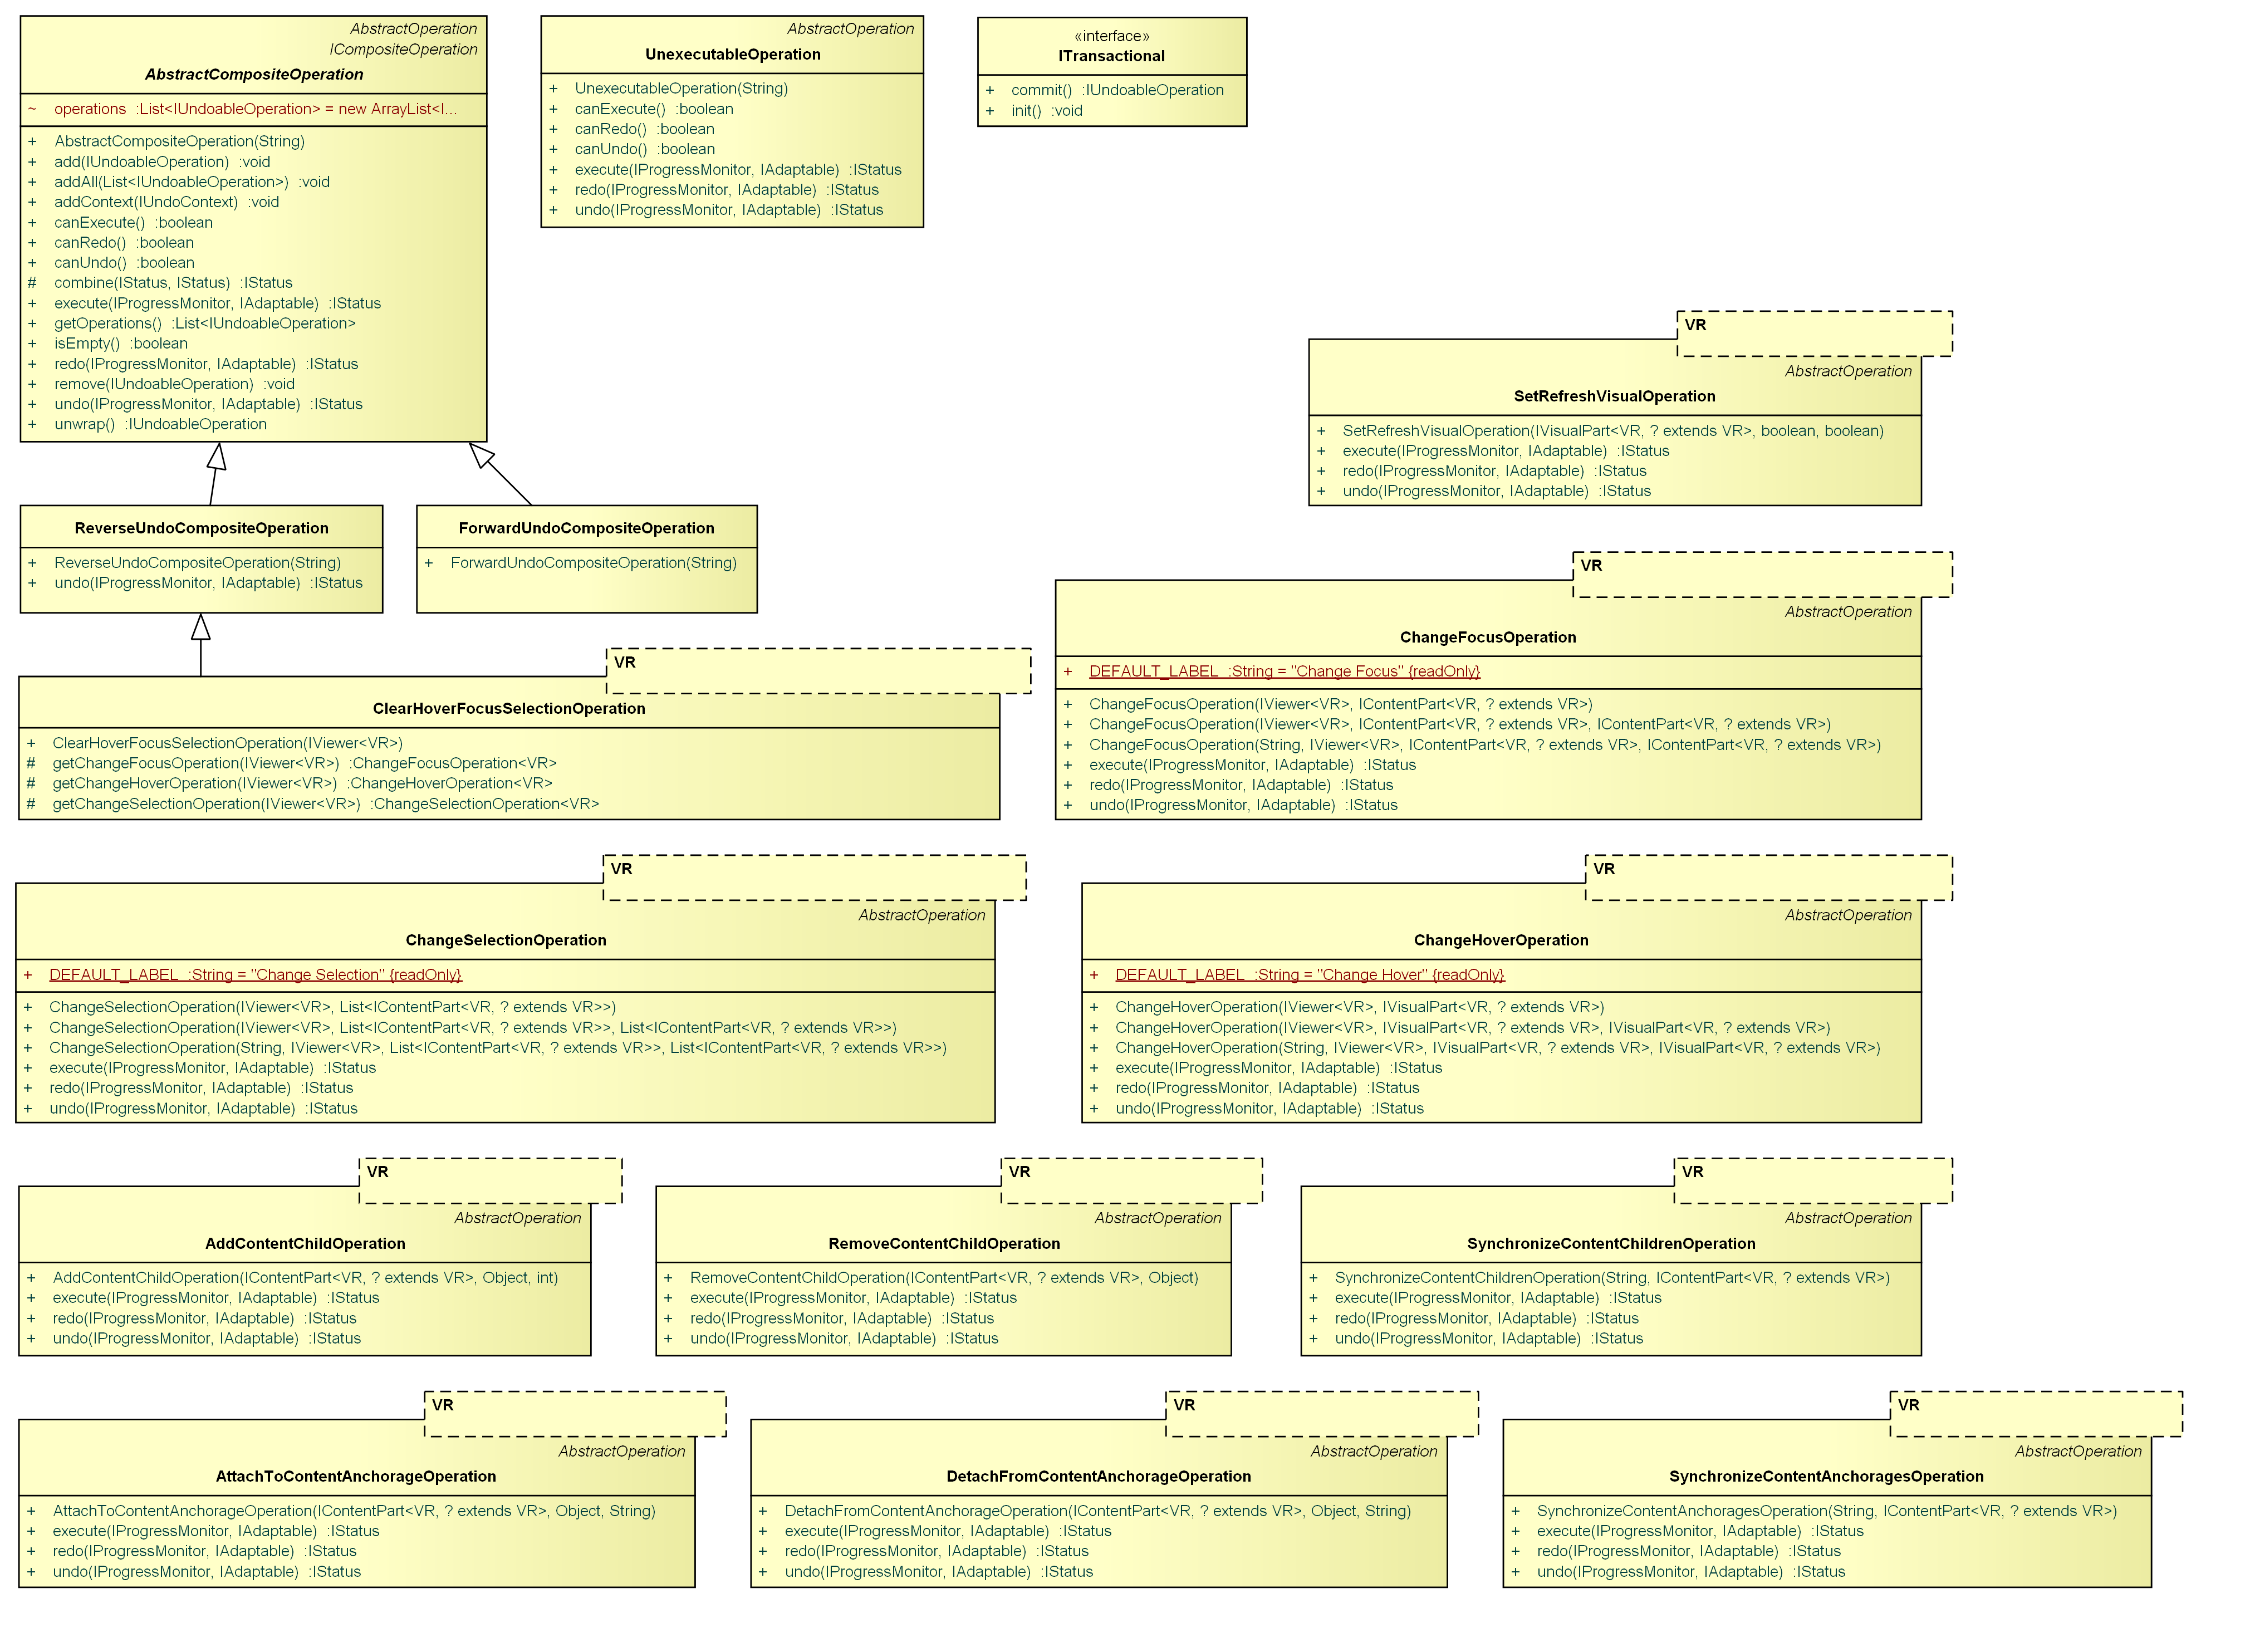 AbstractOperation
ICompositeOperation
AbstractCompositeOperation
~ operations :List<IUndoableOperation> = new ArrayList<I...
+ AbstractCompositeOperation(String)
+ add(IUndoableOperation) :void
+ addAll(List<IUndoableOperation>) :void
+ addContext(IUndoContext) :void
+ canExecute() :boolean
+ canRedo() :boolean
+ canUndo() :boolean
# combine(IStatus, IStatus) :IStatus
+ execute(IProgressMonitor, IAdaptable) :IStatus
+ getOperations() :List<IUndoableOperation>
+ isEmpty() :boolean
+ redo(IProgressMonitor, IAdaptable) :IStatus
+ remove(IUndoableOperation) :void
+ undo(IProgressMonitor, IAdaptable) :IStatus
+ unwrap() :IUndoableOperation
AbstractOperation
UnexecutableOperation
+ UnexecutableOperation(String)
+ canExecute() :boolean
+ canRedo() :boolean
+ canUndo() :boolean
+ execute(IProgressMonitor, IAdaptable) :IStatus
+ redo(IProgressMonitor, IAdaptable) :IStatus
+ undo(IProgressMonitor, IAdaptable) :IStatus
«interface»
ITransactional
+ commit() :IUndoableOperation
+ init() :void
VR
AbstractOperation
SetRefreshVisualOperation
+ SetRefreshVisualOperation(IVisualPart<VR, ? extends VR>, boolean, boolean)
+ execute(IProgressMonitor, IAdaptable) :IStatus
+ redo(IProgressMonitor, IAdaptable) :IStatus
+ undo(IProgressMonitor, IAdaptable) :IStatus
ReverseUndoCompositeOperation
+ ReverseUndoCompositeOperation(String)
+ undo(IProgressMonitor, IAdaptable) :IStatus
ForwardUndoCompositeOperation
+ ForwardUndoCompositeOperation(String)
VR
ClearHoverFocusSelectionOperation
+ ClearHoverFocusSelectionOperation(IViewer<VR>)
# getChangeFocusOperation(IViewer<VR>) :ChangeFocusOperation<VR>
# getChangeHoverOperation(IViewer<VR>) :ChangeHoverOperation<VR>
# getChangeSelectionOperation(IViewer<VR>) :ChangeSelectionOperation<VR>
VR
AbstractOperation
ChangeFocusOperation
+ DEFAULT_LABEL :String = "Change Focus" {readOnly}
+ ChangeFocusOperation(IViewer<VR>, IContentPart<VR, ? extends VR>)
+ ChangeFocusOperation(IViewer<VR>, IContentPart<VR, ? extends VR>, IContentPart<VR, ? extends VR>)
+ ChangeFocusOperation(String, IViewer<VR>, IContentPart<VR, ? extends VR>, IContentPart<VR, ? extends VR>)
+ execute(IProgressMonitor, IAdaptable) :IStatus
+ redo(IProgressMonitor, IAdaptable) :IStatus
+ undo(IProgressMonitor, IAdaptable) :IStatus
VR
AbstractOperation
ChangeSelectionOperation
+ DEFAULT_LABEL :String = "Change Selection" {readOnly}
+ ChangeSelectionOperation(IViewer<VR>, List<IContentPart<VR, ? extends VR>>)
+ ChangeSelectionOperation(IViewer<VR>, List<IContentPart<VR, ? extends VR>>, List<IContentPart<VR, ? extends VR>>)
+ ChangeSelectionOperation(String, IViewer<VR>, List<IContentPart<VR, ? extends VR>>, List<IContentPart<VR, ? extends VR>>)
+ execute(IProgressMonitor, IAdaptable) :IStatus
+ redo(IProgressMonitor, IAdaptable) :IStatus
+ undo(IProgressMonitor, IAdaptable) :IStatus
VR
AbstractOperation
ChangeHoverOperation
+ DEFAULT_LABEL :String = "Change Hover" {readOnly}
+ ChangeHoverOperation(IViewer<VR>, IVisualPart<VR, ? extends VR>)
+ ChangeHoverOperation(IViewer<VR>, IVisualPart<VR, ? extends VR>, IVisualPart<VR, ? extends VR>)
+ ChangeHoverOperation(String, IViewer<VR>, IVisualPart<VR, ? extends VR>, IVisualPart<VR, ? extends VR>)
+ execute(IProgressMonitor, IAdaptable) :IStatus
+ redo(IProgressMonitor, IAdaptable) :IStatus
+ undo(IProgressMonitor, IAdaptable) :IStatus
VR
AbstractOperation
AddContentChildOperation
+ AddContentChildOperation(IContentPart<VR, ? extends VR>, Object, int)
+ execute(IProgressMonitor, IAdaptable) :IStatus
+ redo(IProgressMonitor, IAdaptable) :IStatus
+ undo(IProgressMonitor, IAdaptable) :IStatus
VR
AbstractOperation
RemoveContentChildOperation
+ RemoveContentChildOperation(IContentPart<VR, ? extends VR>, Object)
+ execute(IProgressMonitor, IAdaptable) :IStatus
+ redo(IProgressMonitor, IAdaptable) :IStatus
+ undo(IProgressMonitor, IAdaptable) :IStatus
VR
AbstractOperation
SynchronizeContentChildrenOperation
+ SynchronizeContentChildrenOperation(String, IContentPart<VR, ? extends VR>)
+ execute(IProgressMonitor, IAdaptable) :IStatus
+ redo(IProgressMonitor, IAdaptable) :IStatus
+ undo(IProgressMonitor, IAdaptable) :IStatus
VR
AbstractOperation
AttachToContentAnchorageOperation
+ AttachToContentAnchorageOperation(IContentPart<VR, ? extends VR>, Object, String)
+ execute(IProgressMonitor, IAdaptable) :IStatus
+ redo(IProgressMonitor, IAdaptable) :IStatus
+ undo(IProgressMonitor, IAdaptable) :IStatus
VR
AbstractOperation
DetachFromContentAnchorageOperation
+ DetachFromContentAnchorageOperation(IContentPart<VR, ? extends VR>, Object, String)
+ execute(IProgressMonitor, IAdaptable) :IStatus
+ redo(IProgressMonitor, IAdaptable) :IStatus
+ undo(IProgressMonitor, IAdaptable) :IStatus
VR
AbstractOperation
SynchronizeContentAnchoragesOperation
+ SynchronizeContentAnchoragesOperation(String, IContentPart<VR, ? extends VR>)
+ execute(IProgressMonitor, IAdaptable) :IStatus
+ redo(IProgressMonitor, IAdaptable) :IStatus
+ undo(IProgressMonitor, IAdaptable) :IStatus